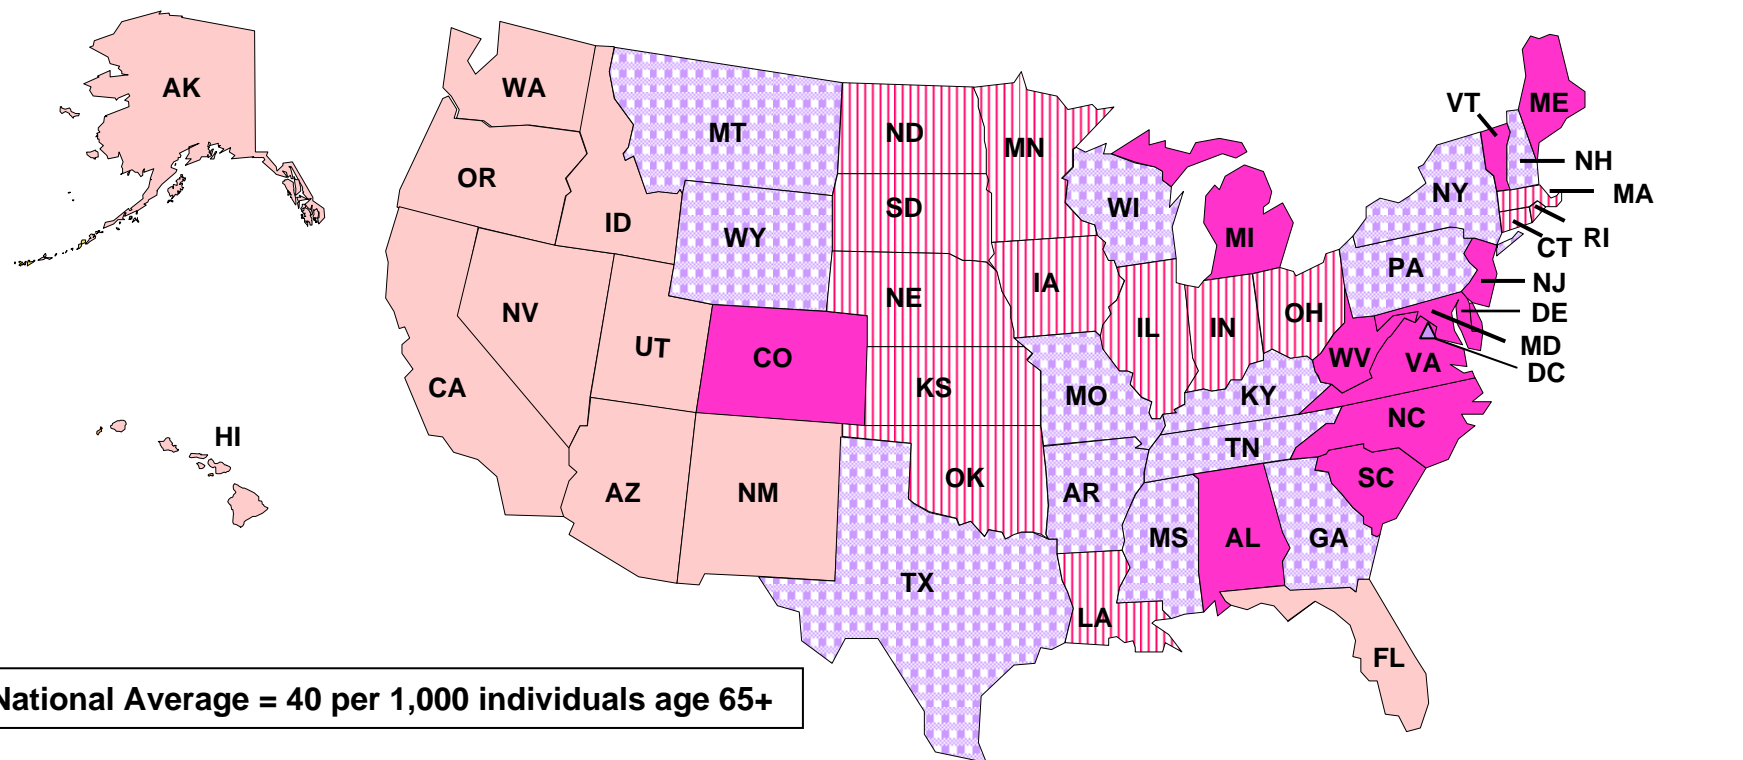 AK
WA
ME
VT
MT
ND
MN
NH
OR
NY
MA
ID
SD
WI
WY
MI
RI
CT
PA
NE
IA
NJ
NV
OH
DE
IL
IN
UT
CO
MD
WV
VA
DC
CA
KS
MO
KY
NC
HI
TN
OK
SC
AZ
NM
AR
MS
AL
GA
TX
LA
FL
National Average = 40 per 1,000 individuals age 65+